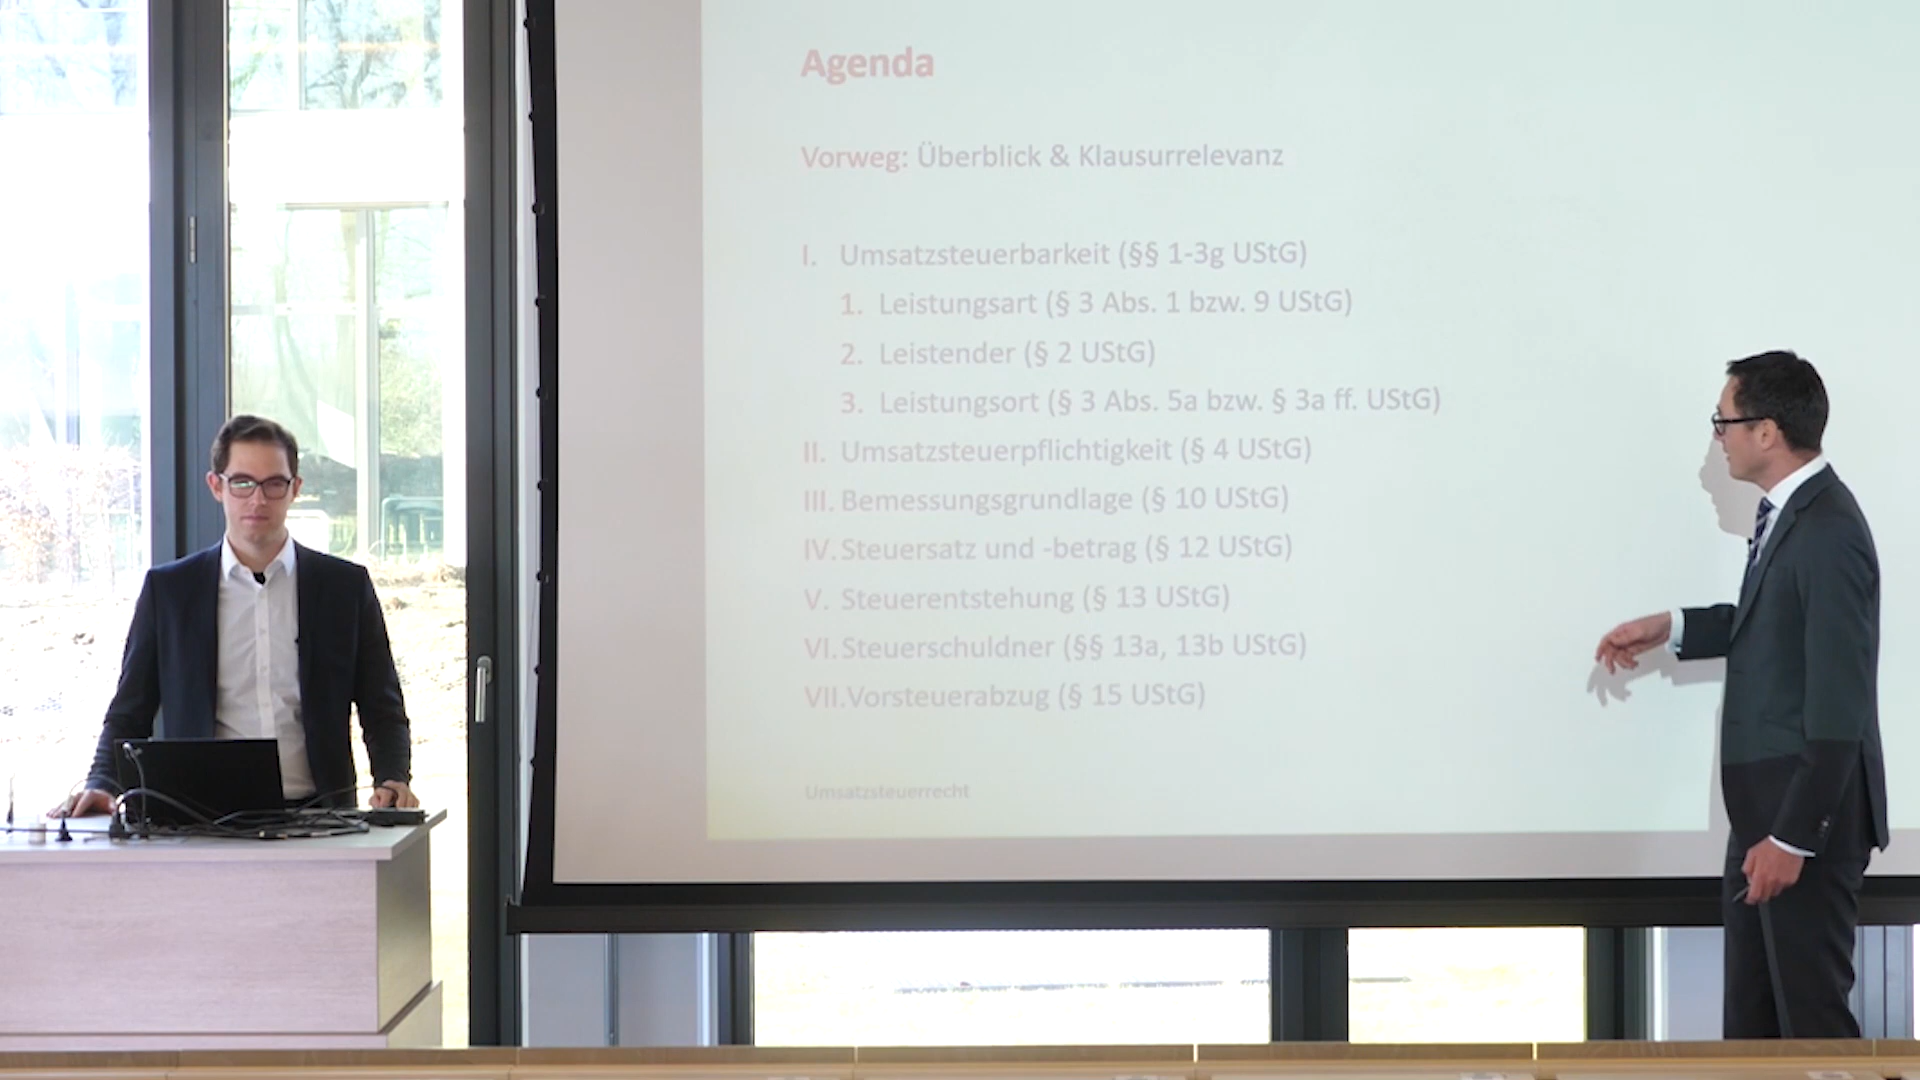 Agenda
Vorweg: Überblick & Klausurrelevanz
I. Umsatzsteuerbarkeit (§§ 1-3g UStG)
1. Leistungsart (§ 3 Abs. 1 bzw. 9 UStG)
2. Leistender (§ 2 UStG)
3. Leistungsort (§ 3 Abs. 5a bzw. § 3a ff. UStG)
II. Umsatzsteuerpflichtigkeit (§ 4 UStG)
III. Bemessungsgrundlage (§ 10 UStG)
IV. Steuersatz und -betrag (§ 12 UStG)
V. Steuerentstehung (§ 13 UStG)
VI. Steuerschuldner (§§ 13a, 13b UStG)
VII. Vorsteuerabzug (§ 15 UStG)
Umsatzsteuerrecht